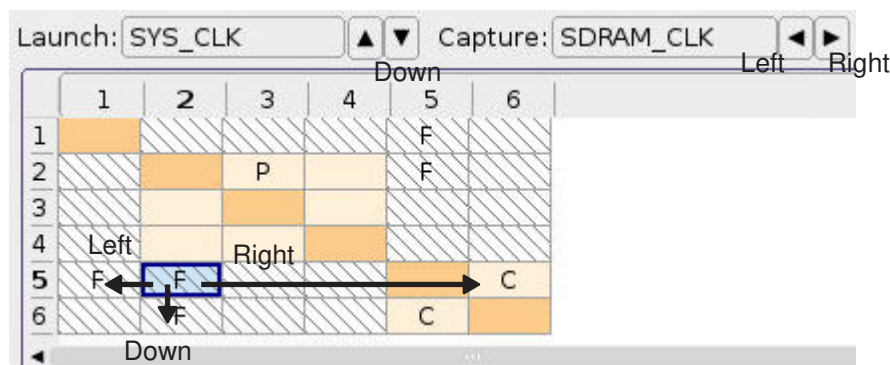 Launch: SYS_CLK ▲ ▼ Capture: SDRAM_CLK ◀ ▶
Down Left Right
1 2 3 4 5 6
1 F
2 P F
3
4 Left Right
5 F F C
6 F C
Down